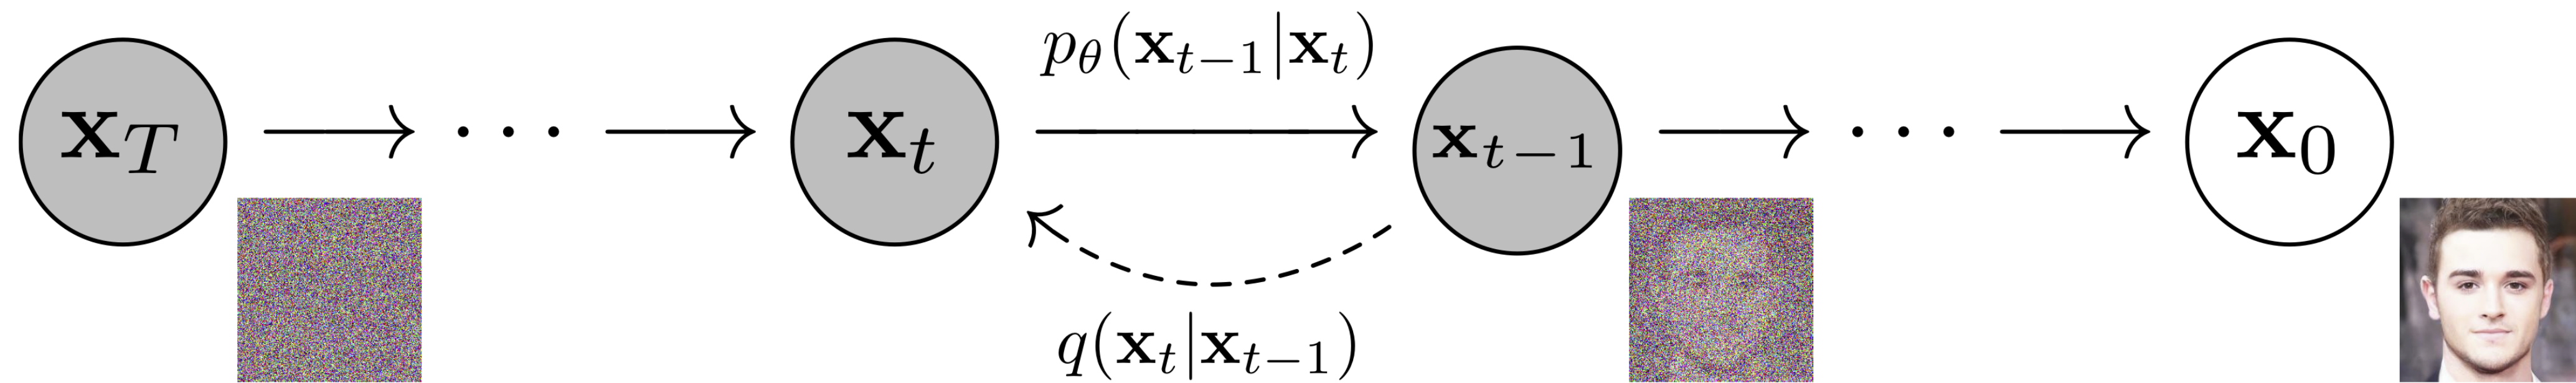 p_θ(x_{t−1}|x_t)
x_T → · · · → x_t → x_{t−1} → · · · → x_0
q(x_t|x_{t−1})